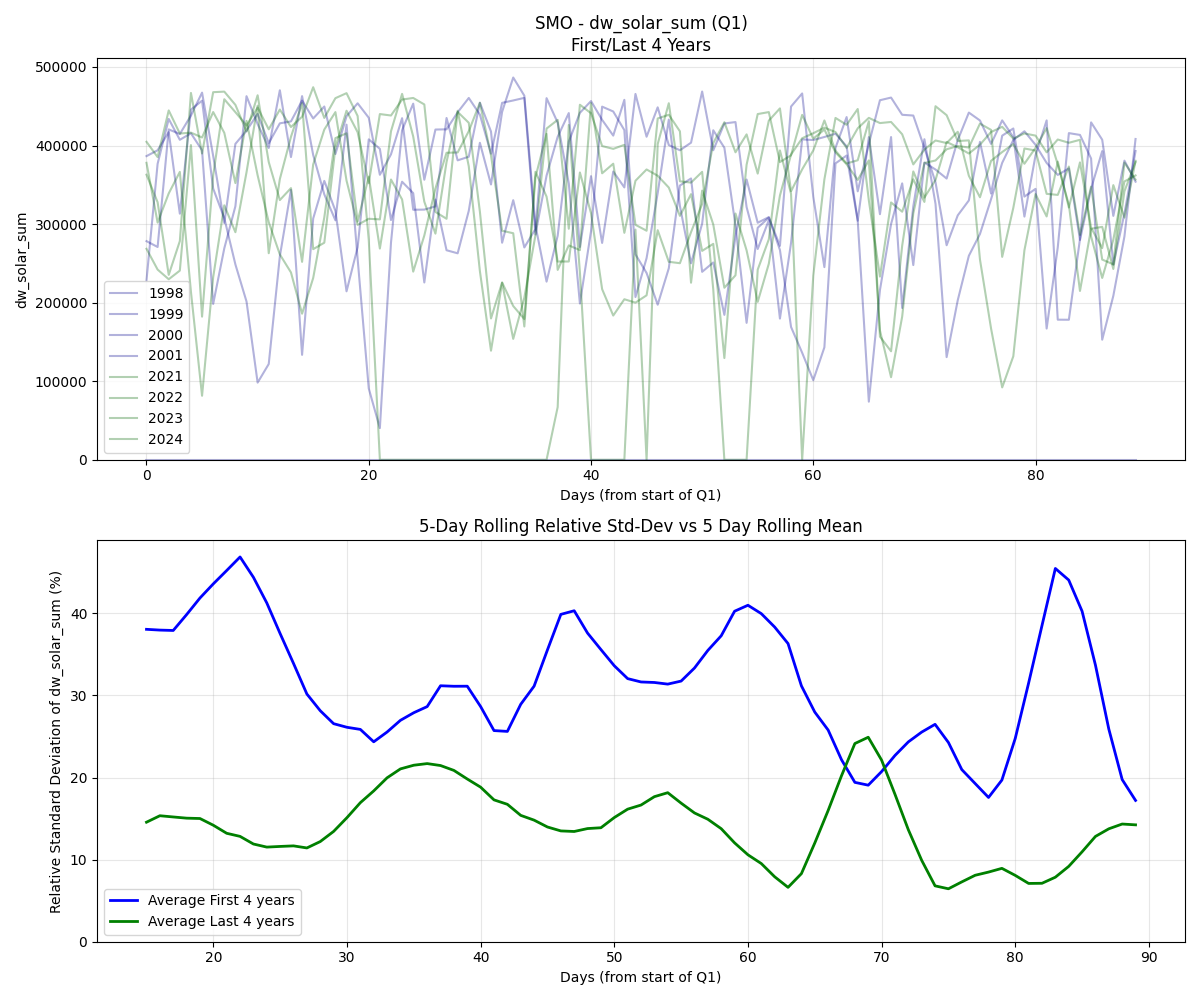 SMO - dw_solar_sum (Q1)
First/Last 4 Years
dw_solar_sum
500000
400000
300000
200000
100000
0
1998
1999
2000
2001
2021
2022
2023
2024
0 20 40 60 80
Days (from start of Q1)
5-Day Rolling Relative Std-Dev vs 5 Day Rolling Mean
Relative Standard Deviation of dw_solar_sum (%)
40
30
20
10
0
Average First 4 years
Average Last 4 years
20 30 40 50 60 70 80 90
Days (from start of Q1)